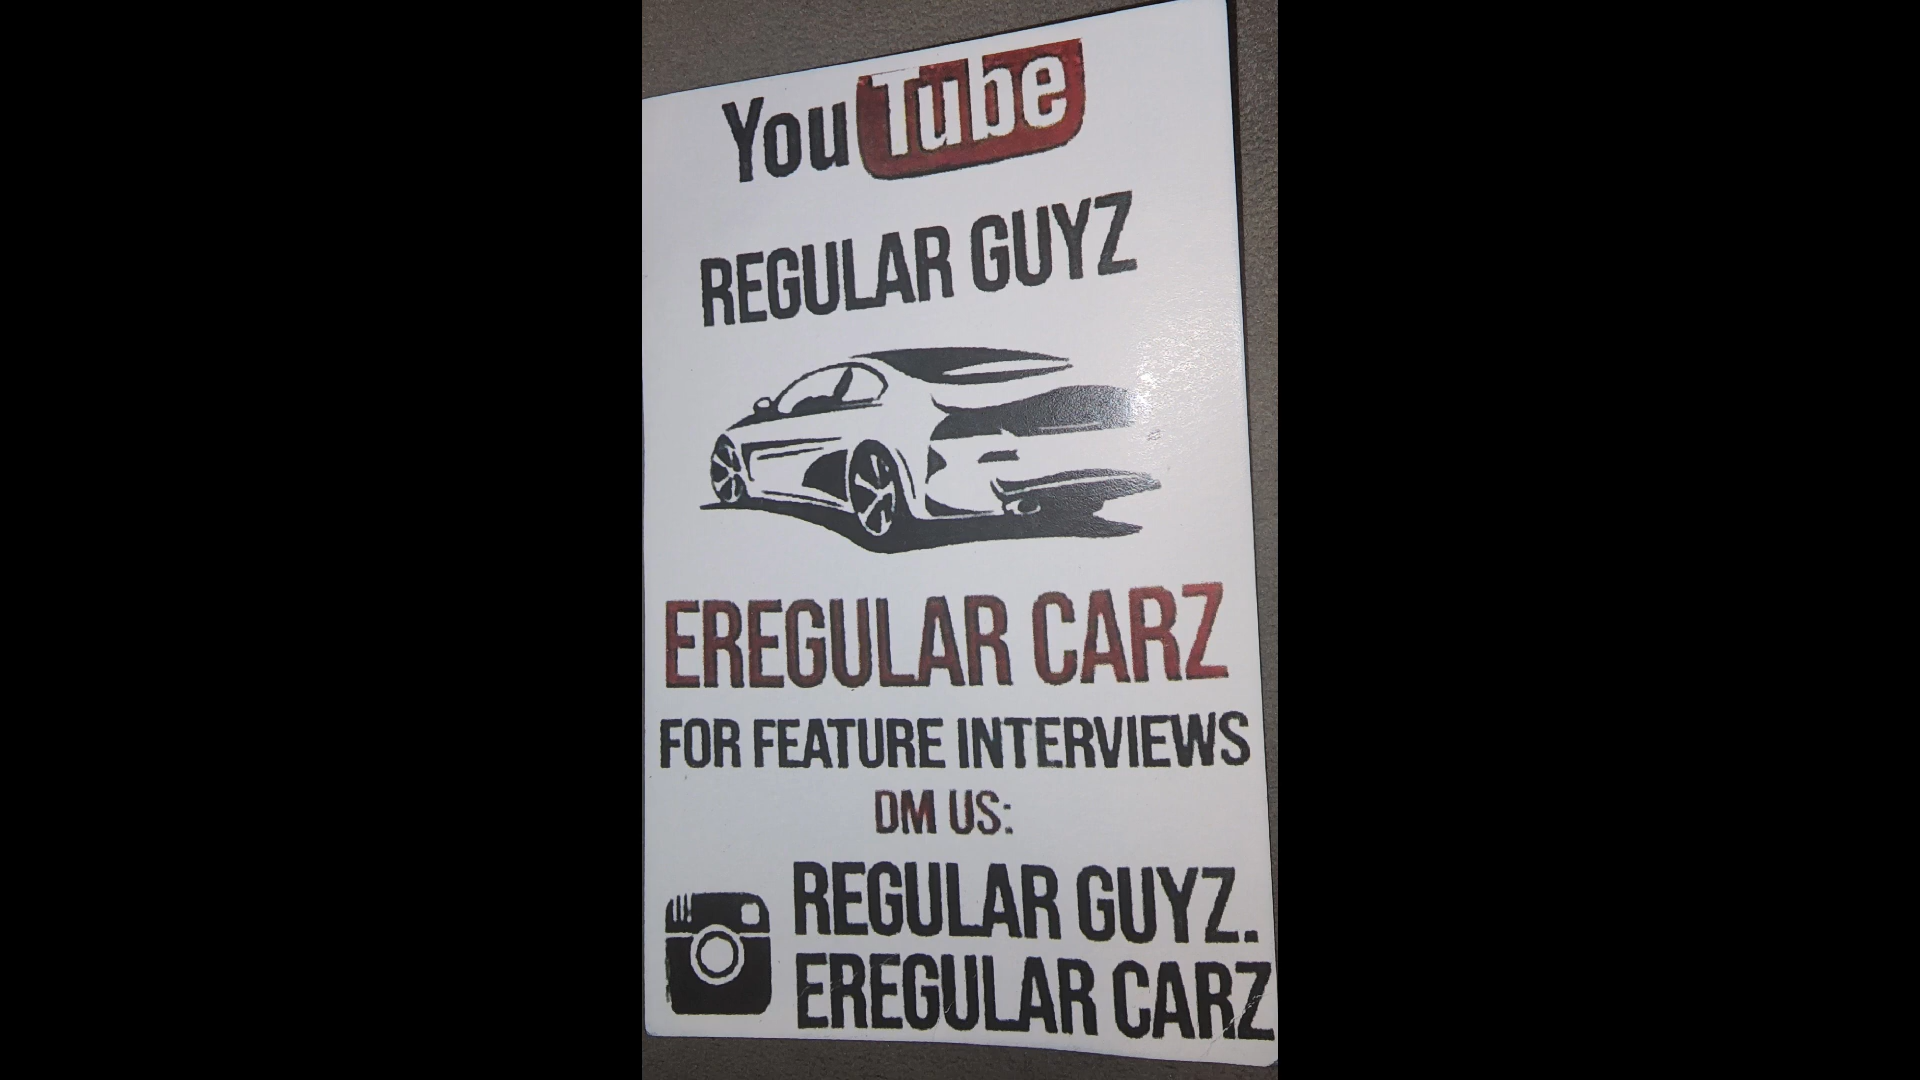 YouTube
REGULAR GUYZ
EREGULAR CARZ
FOR FEATURE INTERVIEWS
DM US:
REGULAR GUYZ.
EREGULAR CARZ